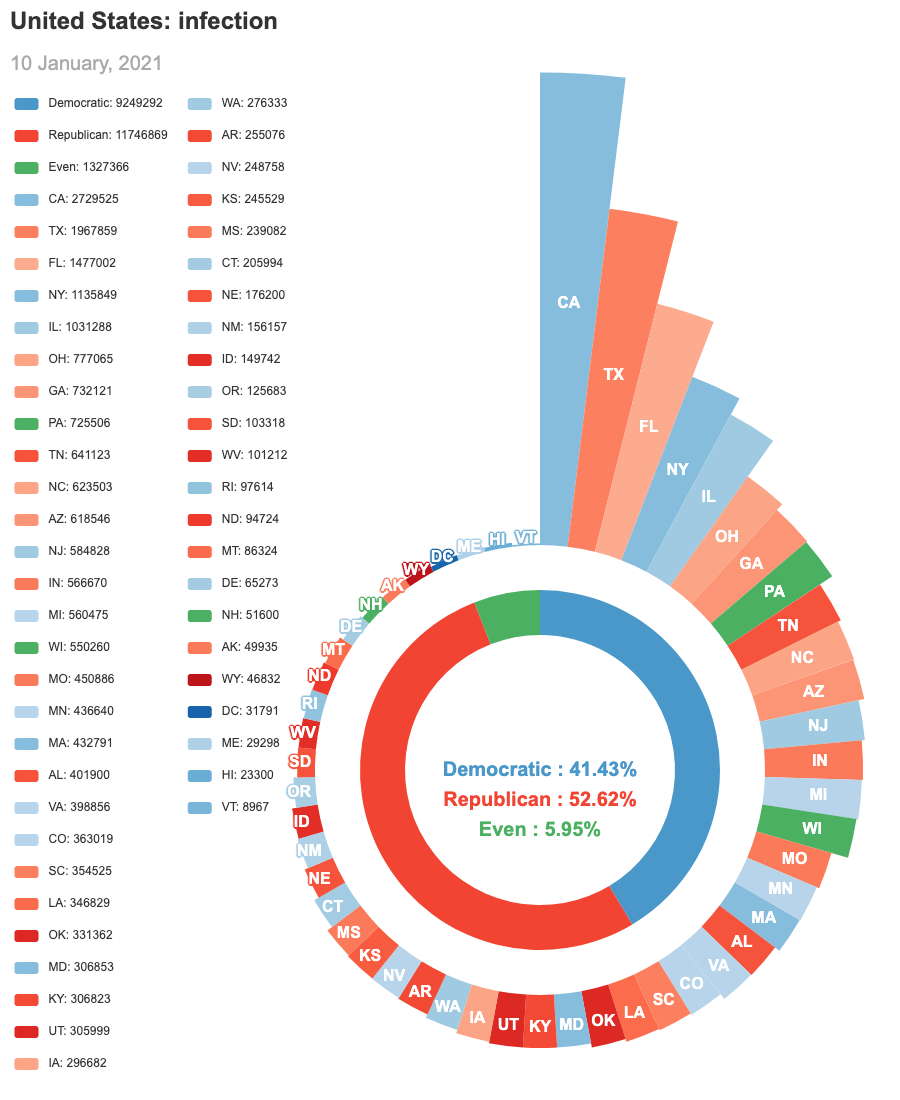 United States: infection
10 January, 2021
Democratic: 9249292
Republican: 11746869
Even: 1327366
CA: 2729525
TX: 1967859
FL: 1477002
NY: 1135849
IL: 1031288
OH: 777065
GA: 732121
PA: 725506
TN: 641123
NC: 623503
AZ: 618546
NJ: 584828
IN: 566670
MI: 560475
WI: 550260
MO: 450886
MN: 436640
MA: 432791
AL: 401900
VA: 398856
CO: 363019
SC: 354525
LA: 346829
OK: 331362
MD: 306853
KY: 306823
UT: 305999
IA: 296682
WA: 276333
AR: 255076
NV: 248758
KS: 245529
MS: 239082
CT: 205994
NE: 176200
NM: 156157
ID: 149742
OR: 125683
SD: 103318
WV: 101212
RI: 97614
ND: 94724
MT: 86324
DE: 65273
NH: 51600
AK: 49935
WY: 46832
DC: 31791
ME: 29298
HI: 23300
VT: 8967
CA
TX
FL
NY
IL
OH
GA
PA
TN
NC
AZ
NJ
IN
MI
WI
MO
MN
MA
AL
VA
CO
SC
LA
OK
MD
KY
UT
IA
WA
AR
NV
KS
MS
CT
NE
NM
ID
OR
SD
WV
RI
ND
MT
DE
NH
AK
WY
DC
ME
HI
VT
Democratic : 41.43%
Republican : 52.62%
Even : 5.95%